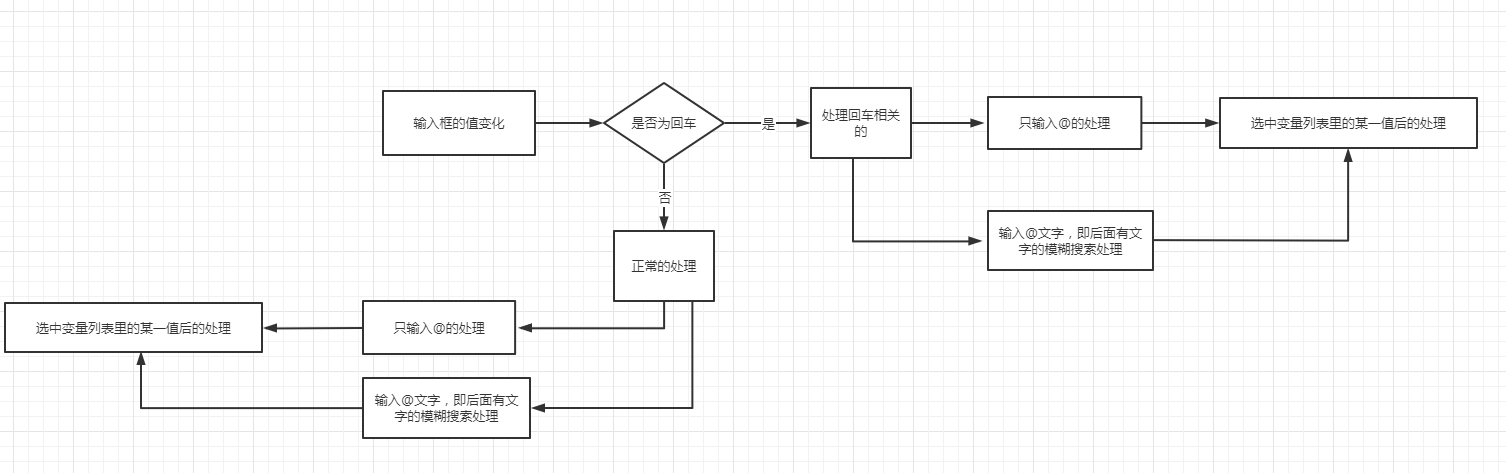 输入框的值变化
是否为回车
是
处理回车相关
的
只输入@的处理
选中变量列表里的某一值后的处理
否
输入@文字，即后面有文
字的模糊搜索处理
正常的处理
选中变量列表里的某一值后的处理
只输入@的处理
输入@文字，即后面有文
字的模糊搜索处理